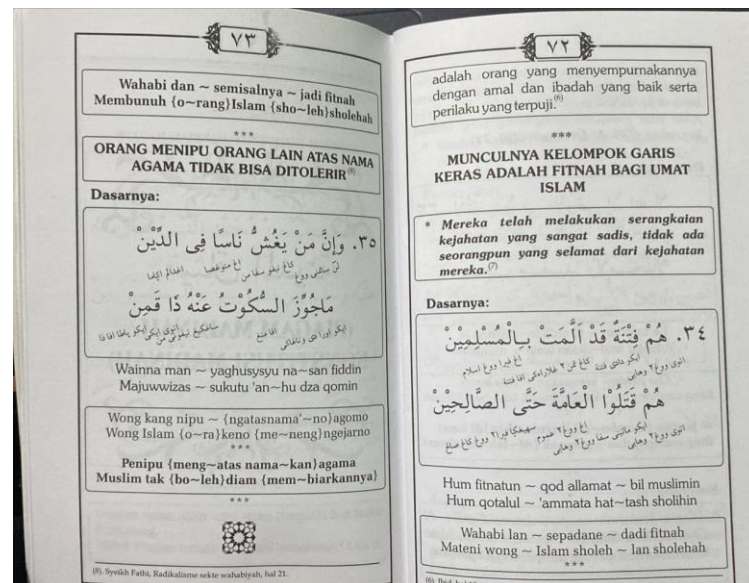 ٧٢
adalah orang yang menyempurnakannya
dengan amal dan ibadah yang baik serta
perilaku yang terpuji.(6)
***
MUNCULNYA KELOMPOK GARIS
KERAS ADALAH FITNAH BAGI UMAT
ISLAM
* Mereka telah melakukan serangkaian
kejahatan yang sangat sadis, tidak ada
seorangpun yang selamat dari kejahatan
mereka.(7)
Dasarnya:
٣٤. هُمْ فِتْنَةٌ قَدْ اَلَّمَتْ بِالْمُسْلِمِيْنَ
هُمْ قَتَلُوْا الْعَامَّةَ حَتَّى الصَّالِحِيْنَ
Hum fitnatun ~ qod allamat ~ bil muslimin
Hum qotalul ~ 'ammata hat~tash sholihin
Wahabi lan ~ sepadane ~ dadi fitnah
Mateni wong ~ Islam sholeh ~ lan sholehah
***
٧٣
Wahabi dan ~ semisalnya ~ jadi fitnah
Membunuh {o~rang}Islam {sho~leh}sholehah
***
ORANG MENIPU ORANG LAIN ATAS NAMA
AGAMA TIDAK BISA DITOLERIR(8)
Dasarnya:
٣٥. وَإِنَّ مَنْ يَغُشُّ نَاسًا فِى الدِّيْنْ
مَاجُوِّزَ السُّكُوْتُ عَنْهُ ذَا قَمِنْ
Wainna man ~ yaghusysyu na~san fiddin
Majuwwizas ~ sukutu 'an~hu dza qomin
Wong kang nipu ~ {ngatasnama'~no}agomo
Wong Islam {o~ra}keno {me~neng}ngejarno
***
Penipu {meng~atas nama~kan}agama
Muslim tak {bo~leh}diam {mem~biarkannya}
***
(8). Syeikh Fathi, Radikalisme sekte wahabiyah, hal 21.